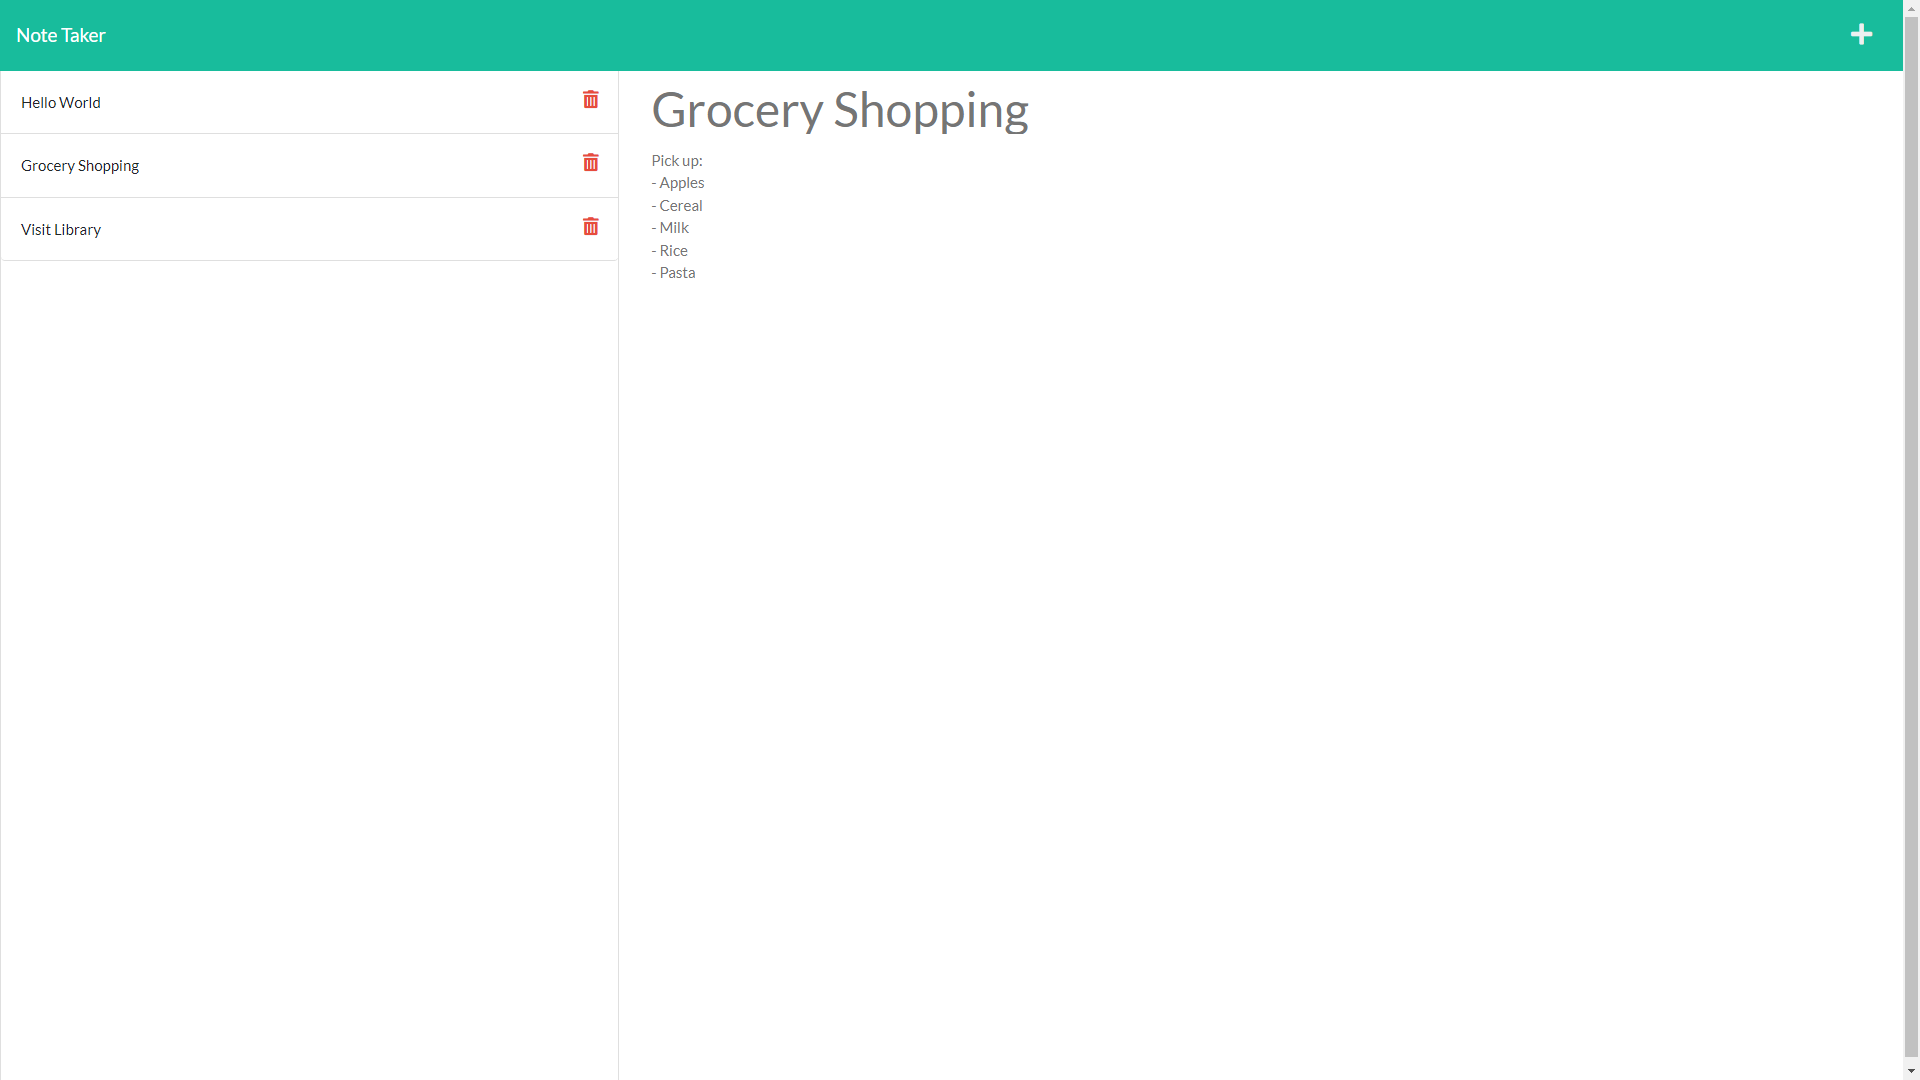 Note Taker
Hello World
Grocery Shopping
Visit Library
Grocery Shopping
Pick up:
- Apples
- Cereal
- Milk
- Rice
- Pasta